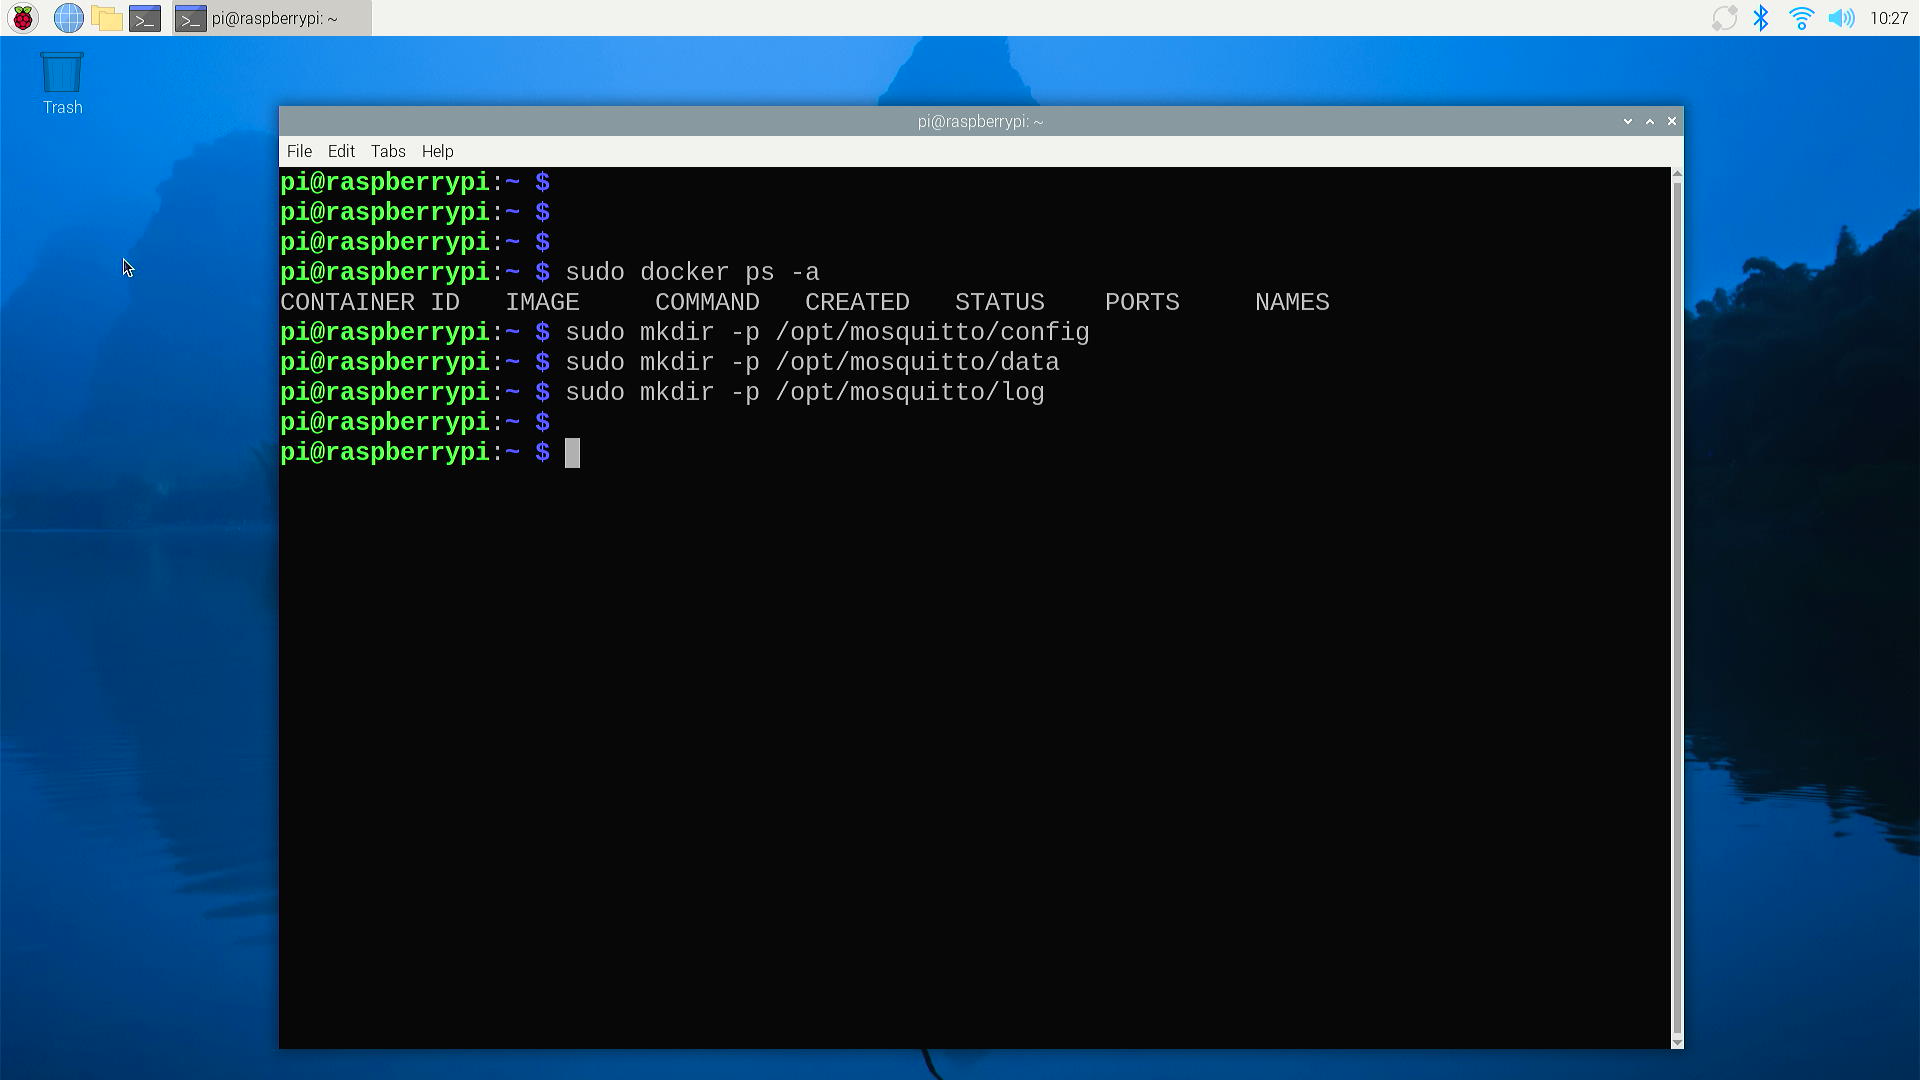 pi@raspberrypi: ~
10:27
Trash
pi@raspberrypi: ~
File Edit Tabs Help
pi@raspberrypi:~ $
pi@raspberrypi:~ $
pi@raspberrypi:~ $
pi@raspberrypi:~ $ sudo docker ps -a
CONTAINER ID   IMAGE     COMMAND   CREATED   STATUS    PORTS     NAMES
pi@raspberrypi:~ $ sudo mkdir -p /opt/mosquitto/config
pi@raspberrypi:~ $ sudo mkdir -p /opt/mosquitto/data
pi@raspberrypi:~ $ sudo mkdir -p /opt/mosquitto/log
pi@raspberrypi:~ $
pi@raspberrypi:~ $